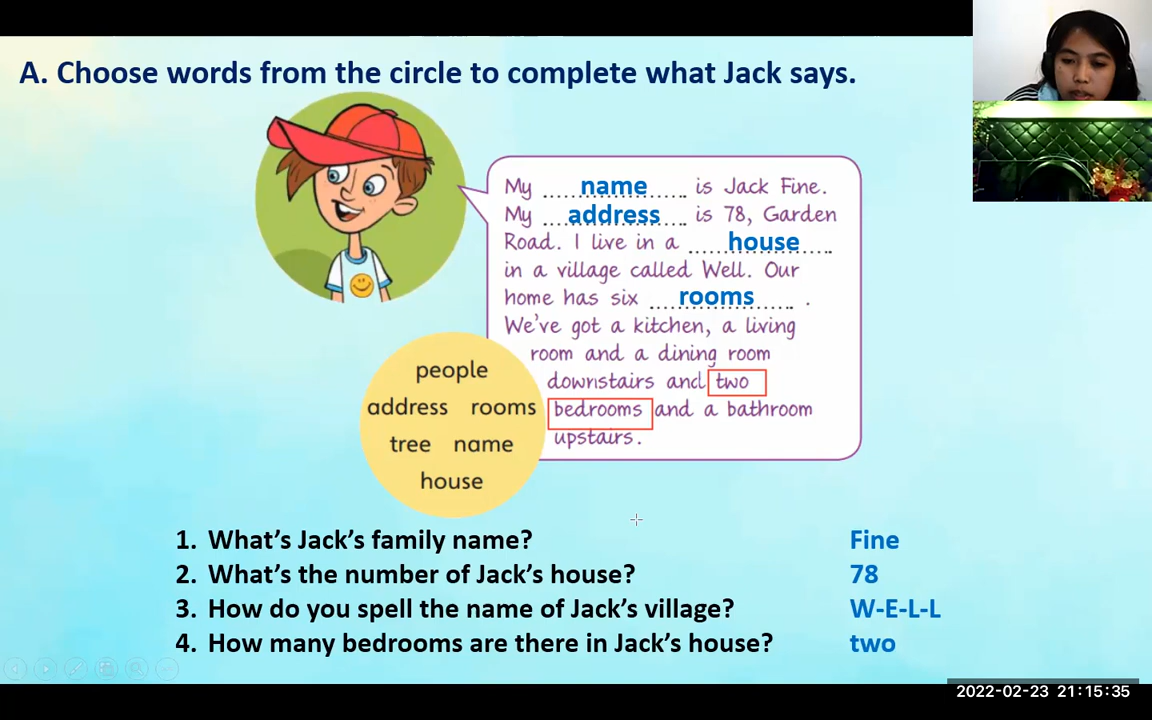 A. Choose words from the circle to complete what Jack says.
My name is Jack Fine.
My address is 78, Garden
Road. I live in a house
in a village called Well. Our
home has six rooms .
We've got a kitchen, a living
room and a dining room
downstairs and two
bedrooms and a bathroom
upstairs.
people
address rooms
tree name
house
1. What's Jack's family name? Fine
2. What's the number of Jack's house? 78
3. How do you spell the name of Jack's village? W-E-L-L
4. How many bedrooms are there in Jack's house? two
2022-02-23 21:15:35